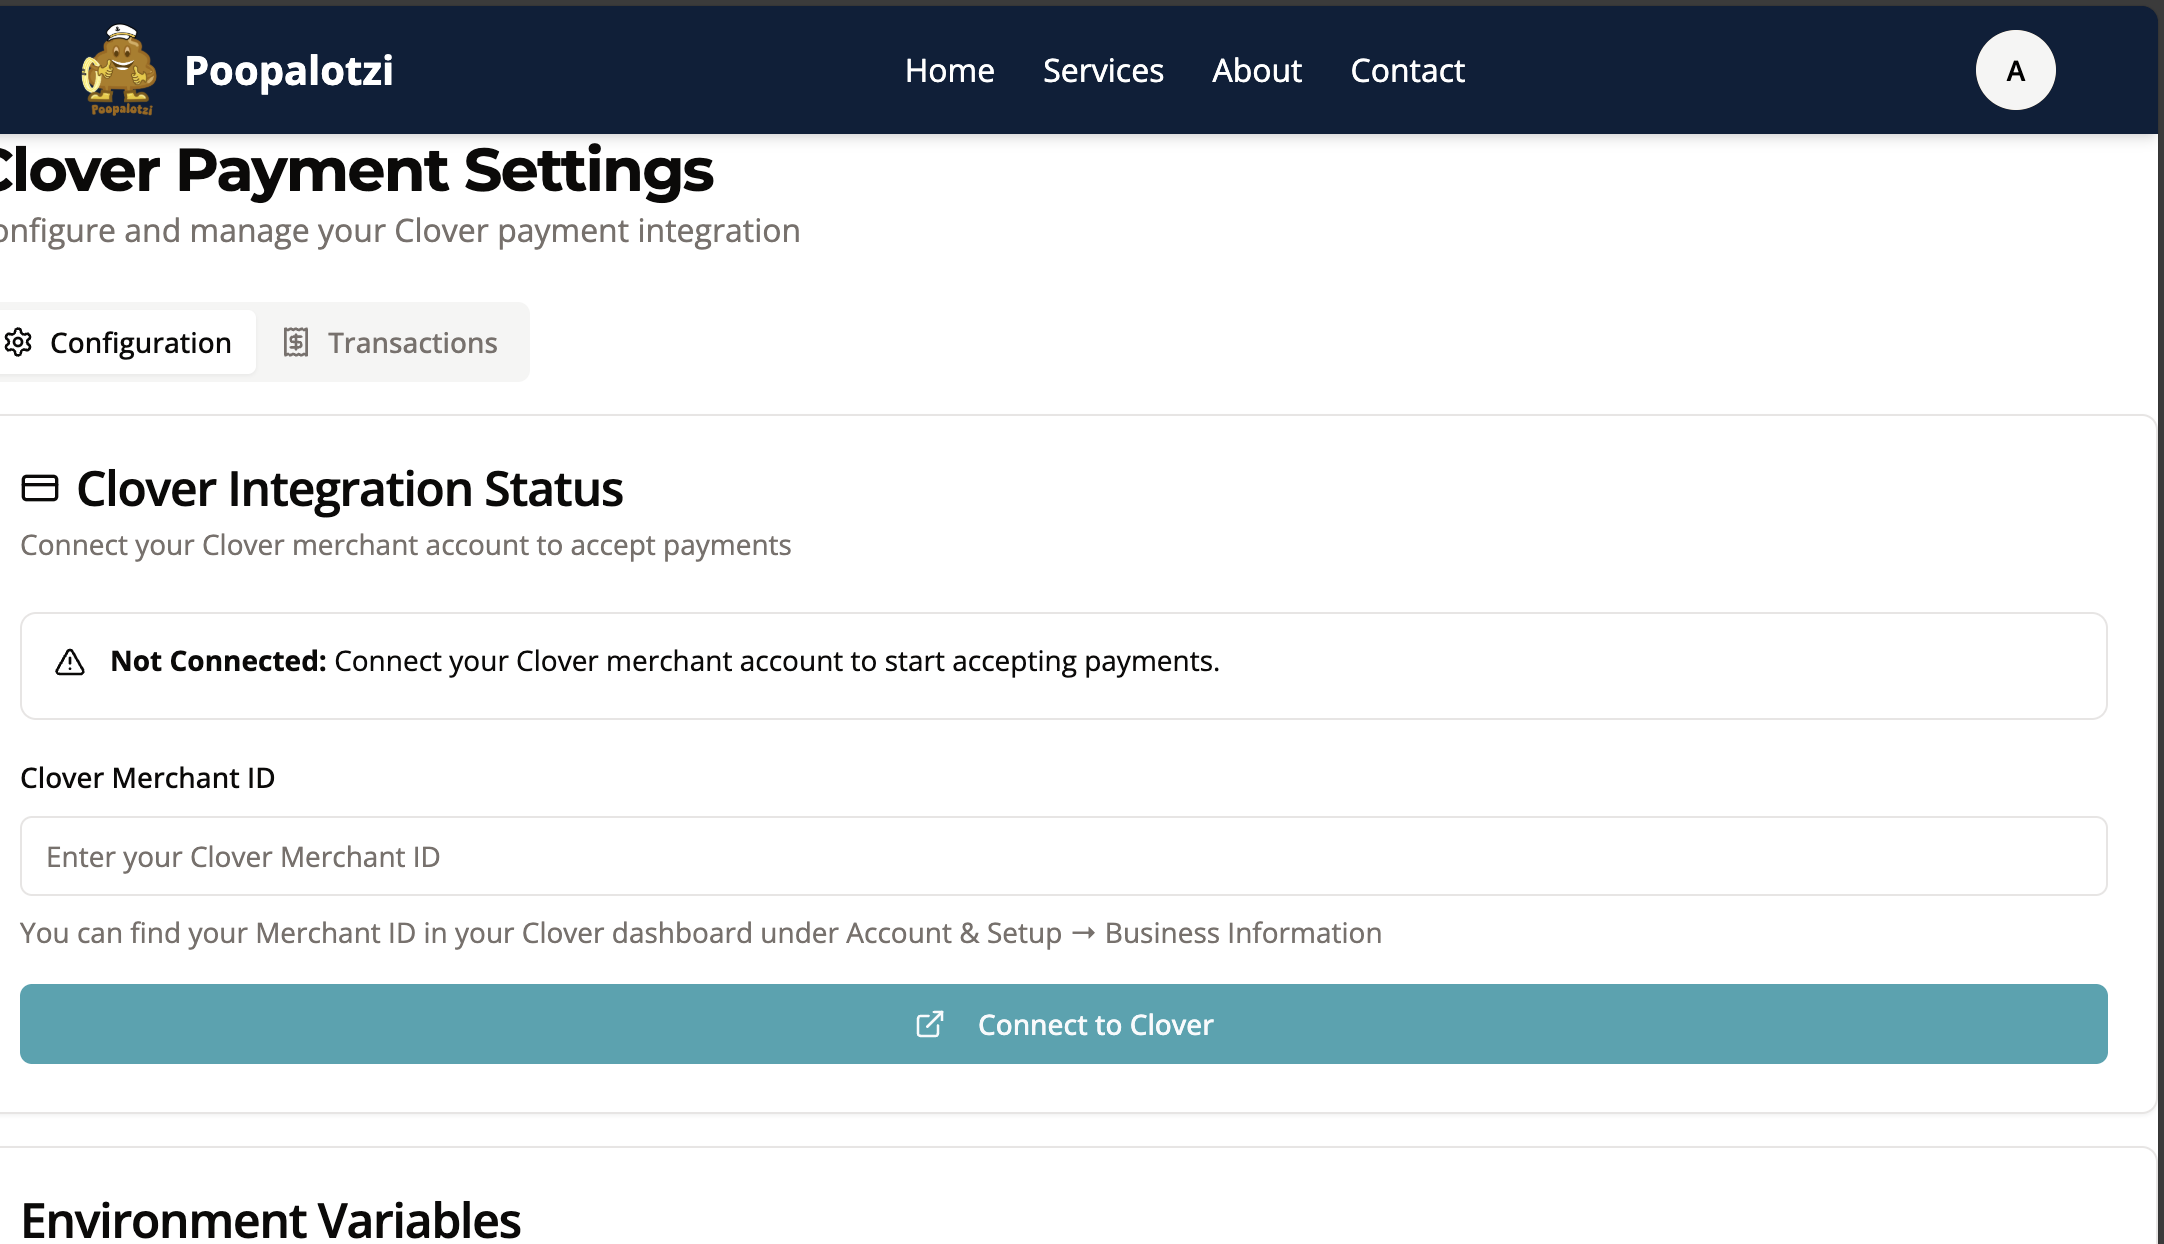 Poopalotzi
Poopalotzi
Home
Services
About
Contact
A
Clover Payment Settings
onfigure and manage your Clover payment integration
Configuration
Transactions
Clover Integration Status
Connect your Clover merchant account to accept payments
Not Connected: Connect your Clover merchant account to start accepting payments.
Clover Merchant ID
Enter your Clover Merchant ID
You can find your Merchant ID in your Clover dashboard under Account & Setup → Business Information
Connect to Clover
Environment Variables